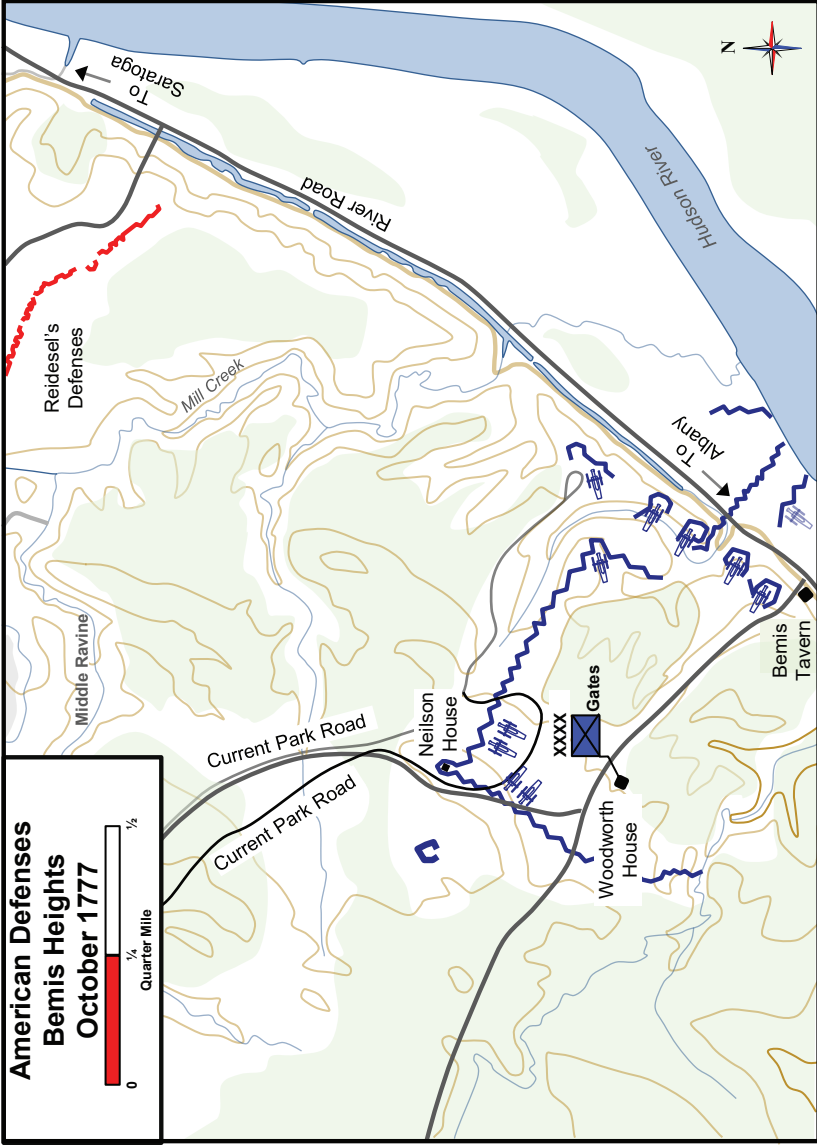 American Defenses
Bemis Heights
October 1777
0
¼
½
Quarter Mile
To
Saratoga
N
River Road
Hudson River
Reidesel's
Defenses
Mill Creek
Middle Ravine
To
Albany
Current Park Road
Current Park Road
Neilson
House
XXXX
Gates
Woodworth
House
Bemis
Tavern